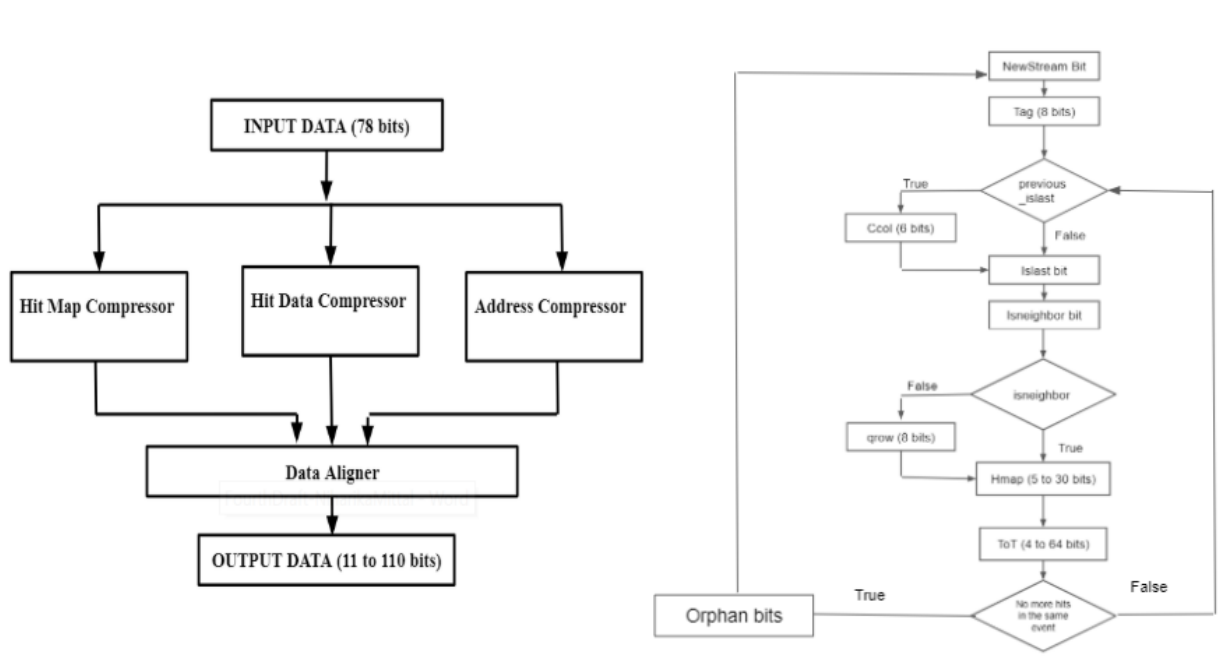 INPUT DATA (78 bits)
Hit Map Compressor
Hit Data Compressor
Address Compressor
Data Aligner
OUTPUT DATA (11 to 110 bits)
NewStream Bit
Tag (8 bits)
previous
_islast
True
Ccol (6 bits)
False
Islast bit
Isneighbor bit
isneighbor
False
qrow (8 bits)
True
Hmap (5 to 30 bits)
ToT (4 to 64 bits)
No more hits
in the same
event
True
False
Orphan bits